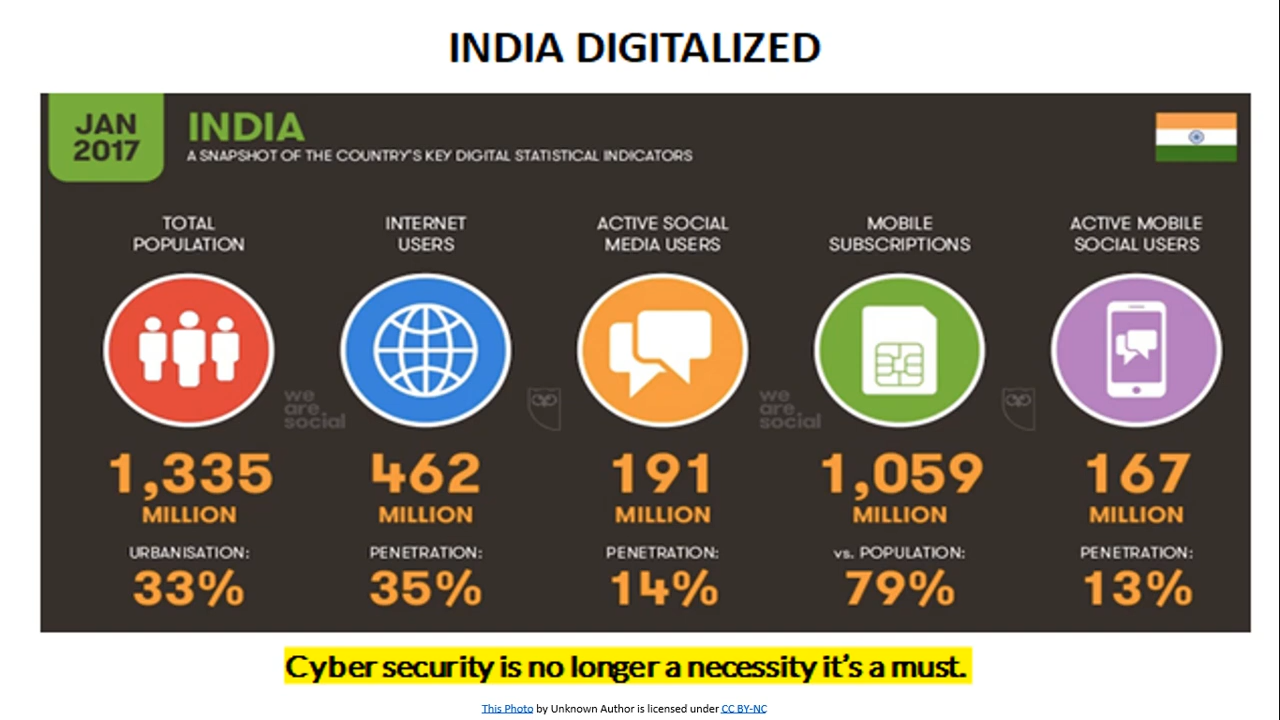 INDIA DIGITALIZED
JAN
2017
INDIA
A SNAPSHOT OF THE COUNTRY'S KEY DIGITAL STATISTICAL INDICATORS
TOTAL
POPULATION
INTERNET
USERS
ACTIVE SOCIAL
MEDIA USERS
MOBILE
SUBSCRIPTIONS
ACTIVE MOBILE
SOCIAL USERS
we
are
social
we
are
social
1,335
MILLION
462
MILLION
191
MILLION
1,059
MILLION
167
MILLION
URBANISATION:
33%
PENETRATION:
35%
PENETRATION:
14%
vs. POPULATION:
79%
PENETRATION:
13%
Cyber security is no longer a necessity it's a must.
This Photo by Unknown Author is licensed under CC BY-NC